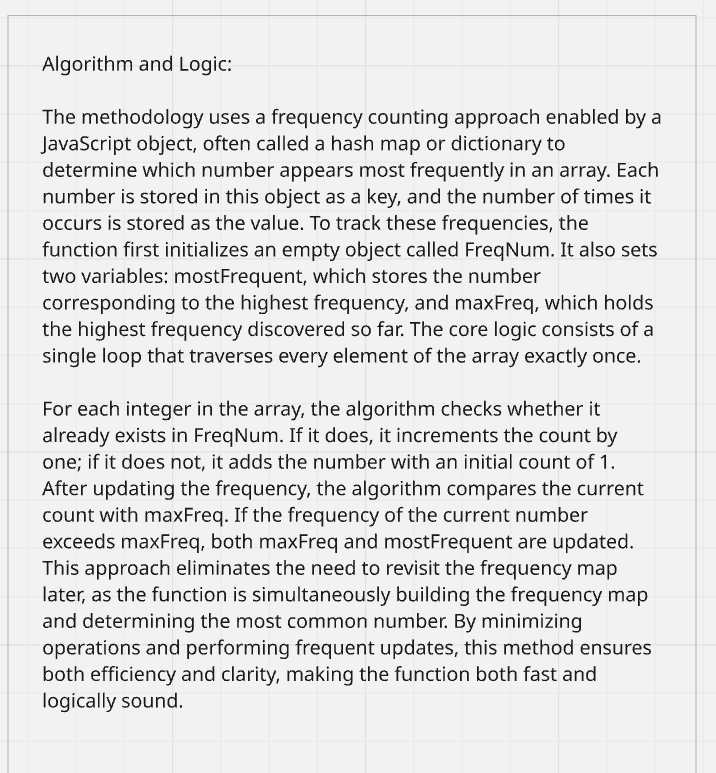 Algorithm and Logic:
The methodology uses a frequency counting approach enabled by a
JavaScript object, often called a hash map or dictionary to
determine which number appears most frequently in an array. Each
number is stored in this object as a key, and the number of times it
occurs is stored as the value. To track these frequencies, the
function first initializes an empty object called FreqNum. It also sets
two variables: mostFrequent, which stores the number
corresponding to the highest frequency, and maxFreq, which holds
the highest frequency discovered so far. The core logic consists of a
single loop that traverses every element of the array exactly once.
For each integer in the array, the algorithm checks whether it
already exists in FreqNum. If it does, it increments the count by
one; if it does not, it adds the number with an initial count of 1.
After updating the frequency, the algorithm compares the current
count with maxFreq. If the frequency of the current number
exceeds maxFreq, both maxFreq and mostFrequent are updated.
This approach eliminates the need to revisit the frequency map
later, as the function is simultaneously building the frequency map
and determining the most common number. By minimizing
operations and performing frequent updates, this method ensures
both efficiency and clarity, making the function both fast and
logically sound.